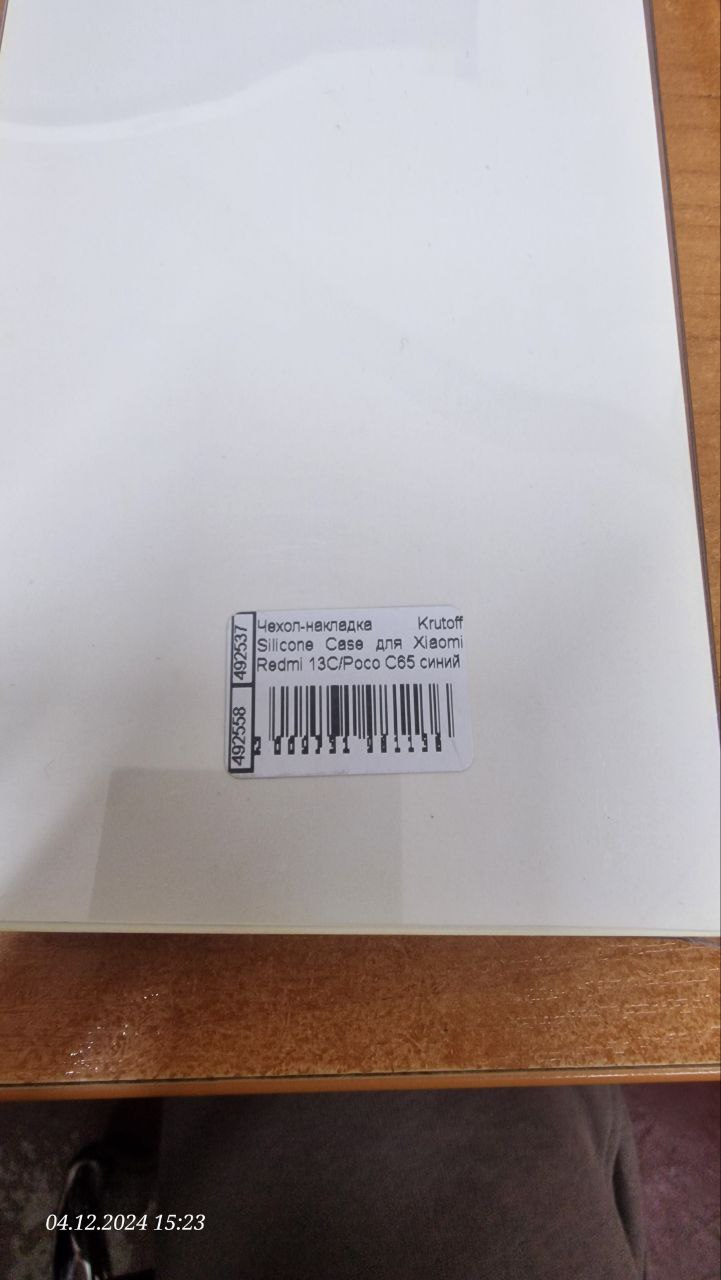 Чехол-накладка Krutoff
Silicone Case для Xiaomi
Redmi 13C/Poco C65 синий
492537
492558
04.12.2024 15:23